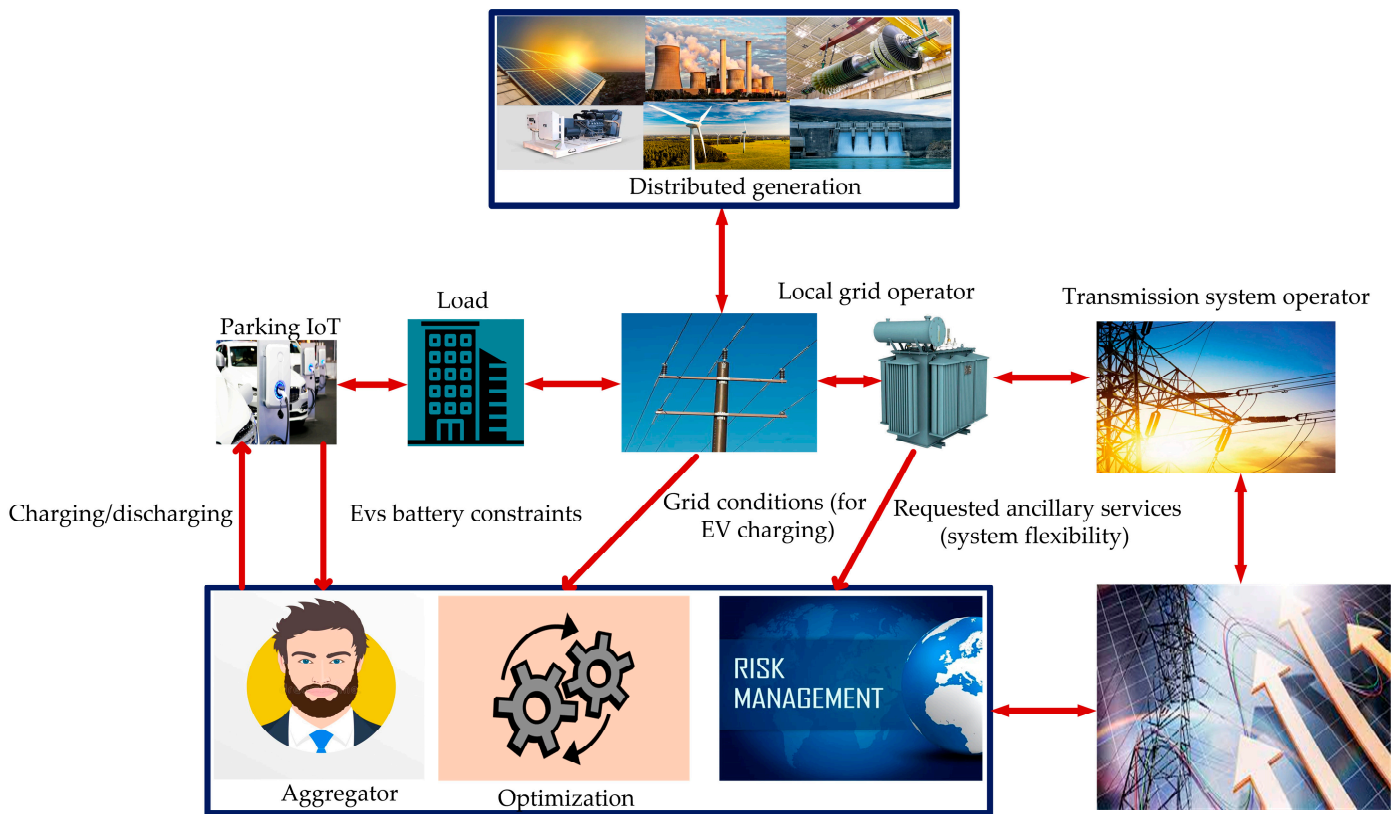 Distributed generation
Local grid operator
Transmission system operator
Load
Parking IoT
Charging/discharging
Evs battery constraints
Grid conditions (for
EV charging)
Requested ancillary services
(system flexibility)
RISK
MANAGEMENT
Aggregator
Optimization